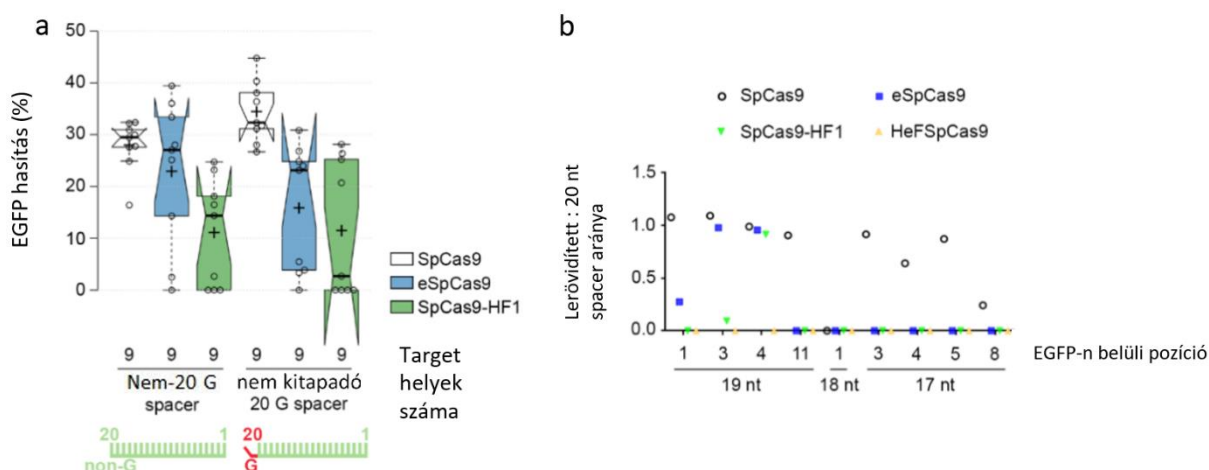 a
EGFP hasítás (%)
50
40
30
20
10
0
SpCas9
eSpCas9
SpCas9-HF1
9 9 9 9 9 9
Target
helyek
száma
Nem-20 G
spacer
nem kitapadó
20 G spacer
20 1
non-G
20 1
G
b
SpCas9
eSpCas9
SpCas9-HF1
HeFSpCas9
Lerövidített : 20 nt
spacer aránya
1.5
1.0
0.5
0.0
1 3 4 11 1 3 4 5 8
EGFP-n belüli pozíció
19 nt 18 nt 17 nt